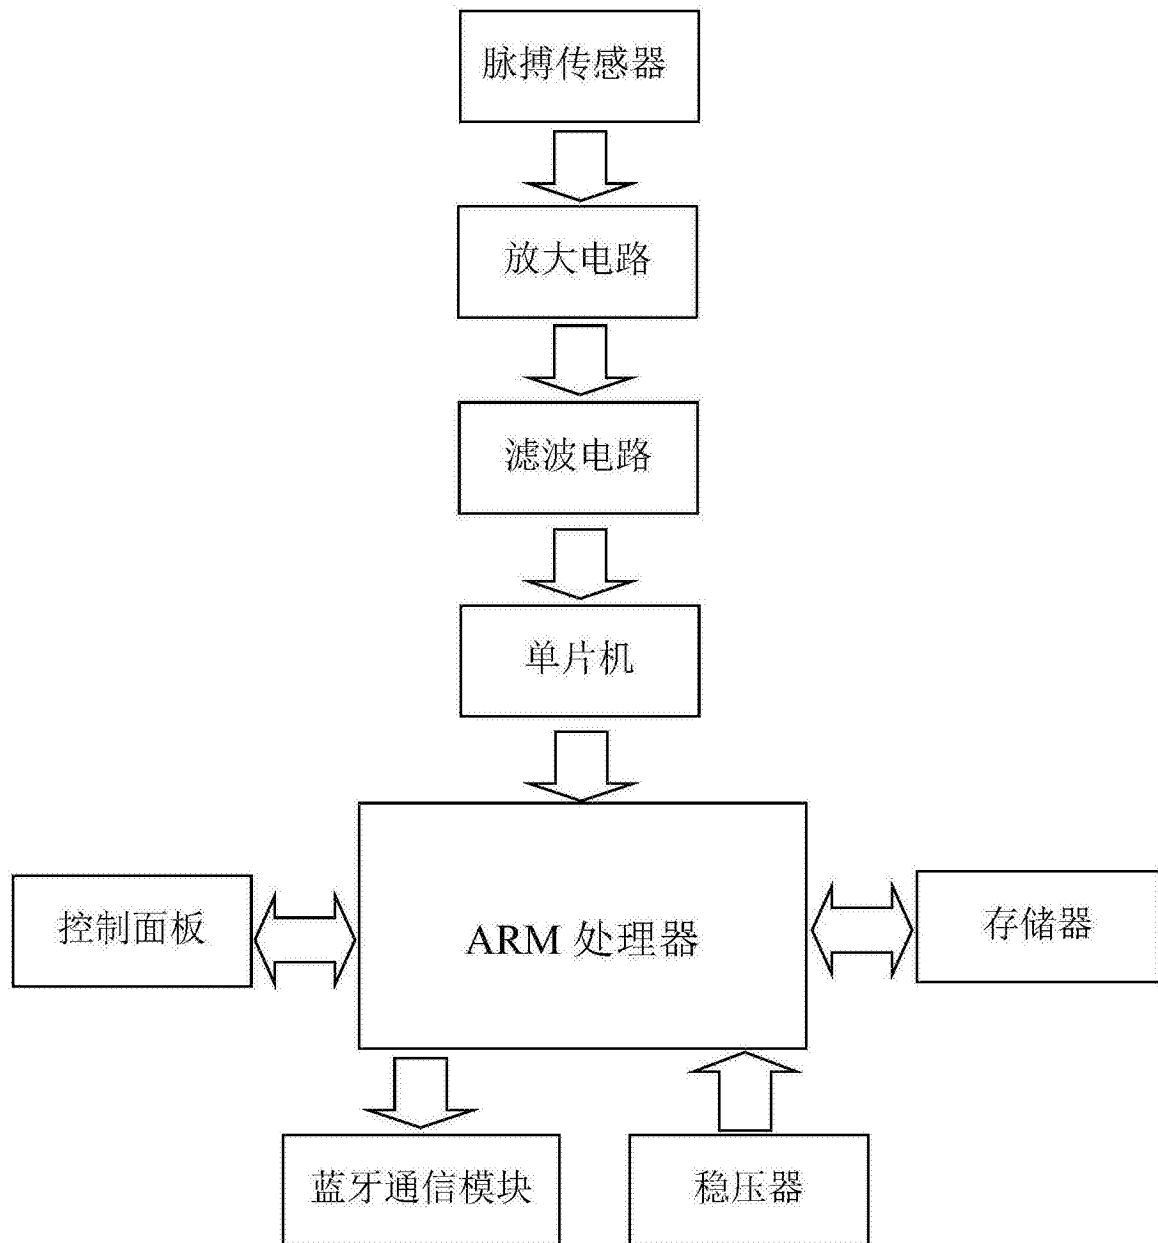 脉搏传感器
放大电路
滤波电路
单片机
控制面板
ARM 处理器
存储器
蓝牙通信模块
稳压器